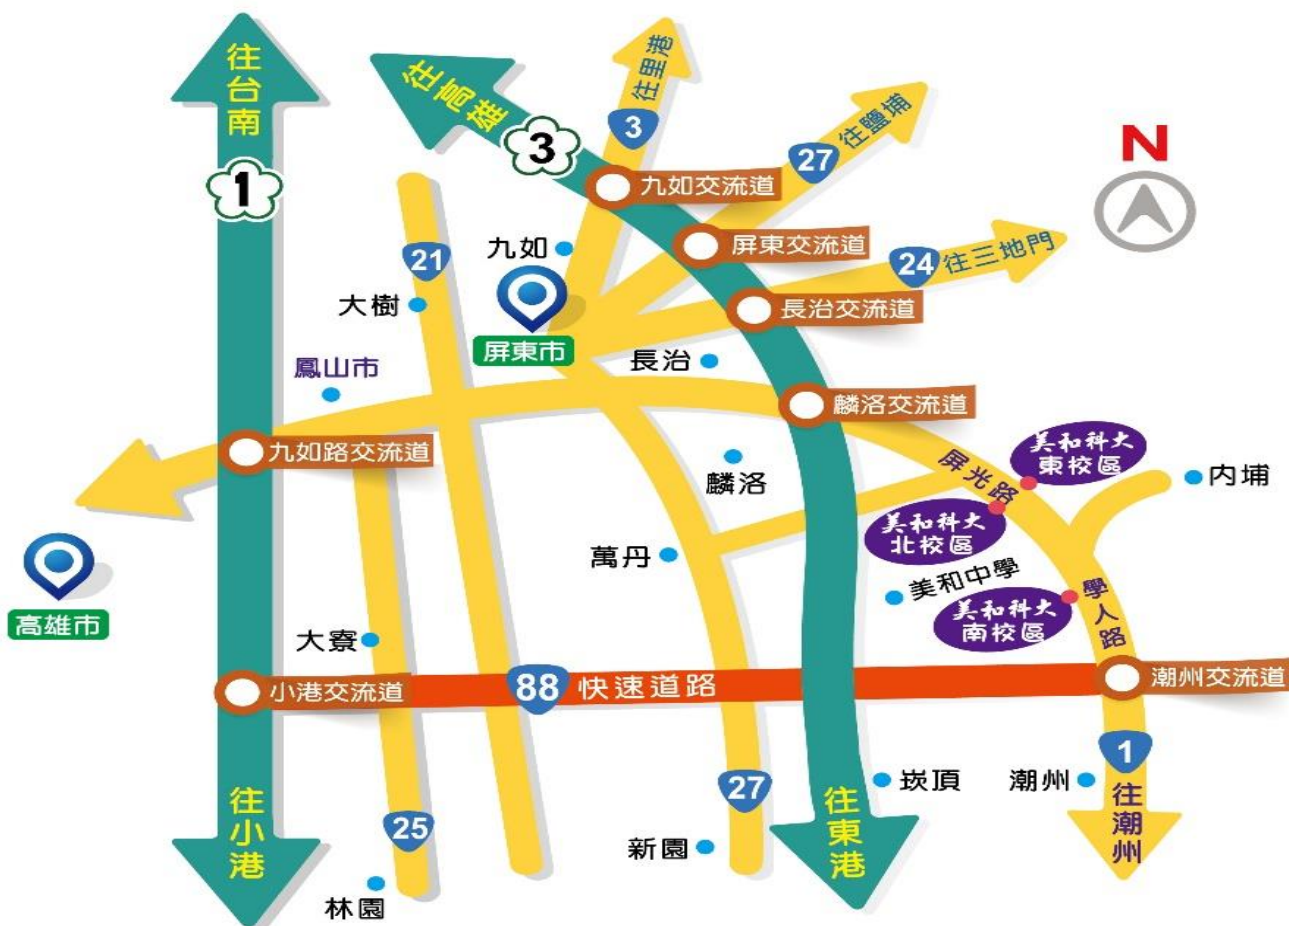 往台南
往高雄
往里港
3
往鹽埔
27
N
1
3
九如交流道
屏東交流道
九如
21
24
往三地門
大樹
長治交流道
屏東市
長治
鳳山市
麟洛交流道
九如路交流道
美和科大
東校區
屏光路
內埔
麟洛
美和科大
北校區
萬丹
美和中學
美和科大
南校區
學人路
高雄市
大寮
小港交流道
88
快速道路
潮州交流道
1
往小港
25
27
往東港
崁頂
潮州
往潮州
新園
林園